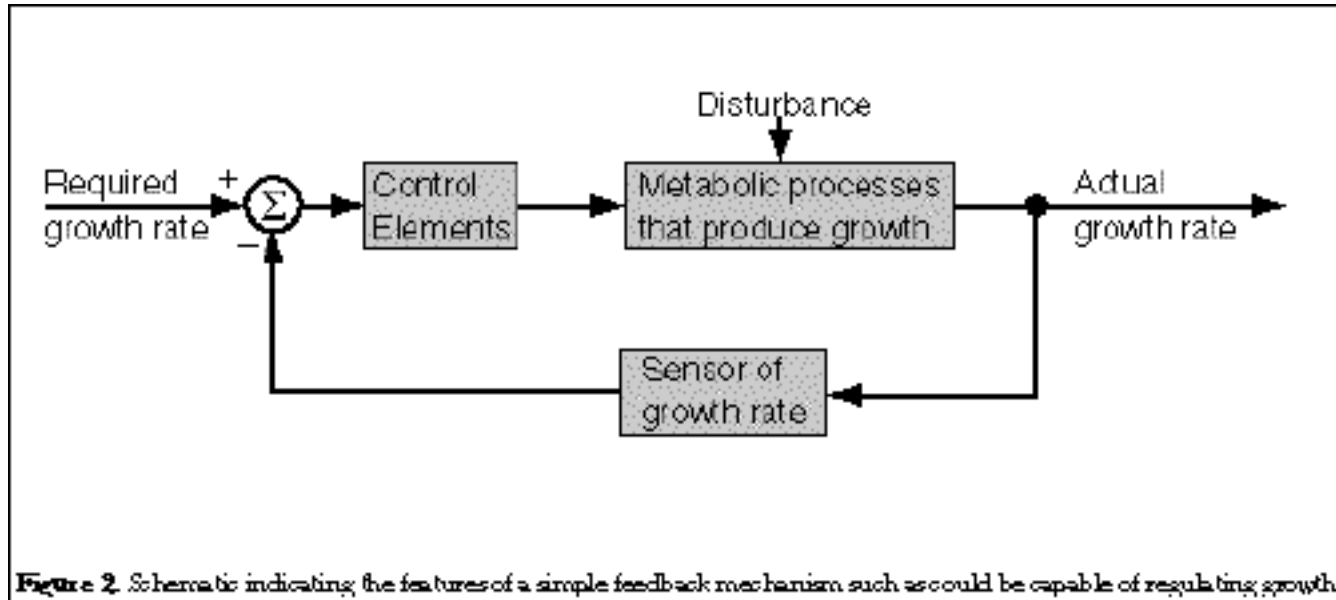 Disturbance
Required
growth rate
+
−
Σ
Control
Elements
Metabolic processes
that produce growth
Actual
growth rate
Sensor of
growth rate
Figure 2. Schematic indicating the features of a simple feedback mechanism such as could be capable of regulating growth.